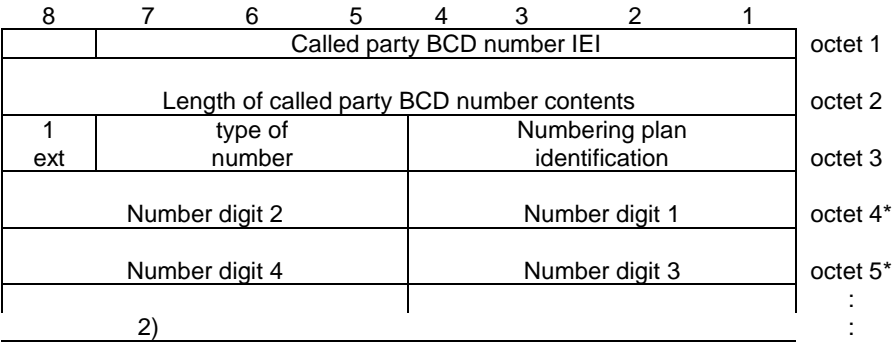 8 7 6 5 4 3 2 1
Called party BCD number IEI octet 1
Length of called party BCD number contents octet 2
1 type of Numbering plan
ext number identification octet 3
Number digit 2 Number digit 1 octet 4*
Number digit 4 Number digit 3 octet 5*
:
2) :